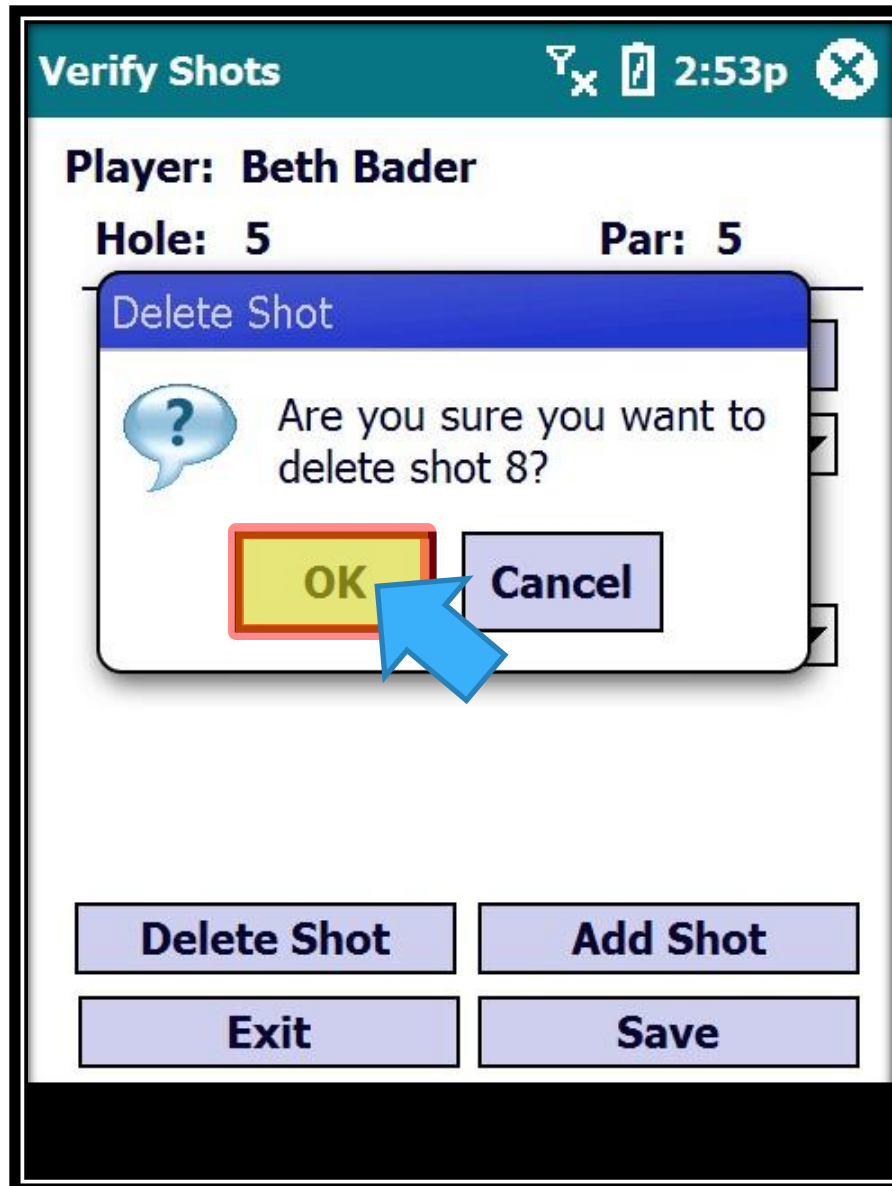 Verify Shots 2:53p
Player: Beth Bader
Hole: 5 Par: 5
Delete Shot
?
Are you sure you want to
delete shot 8?
OK Cancel
Delete Shot Add Shot
Exit Save